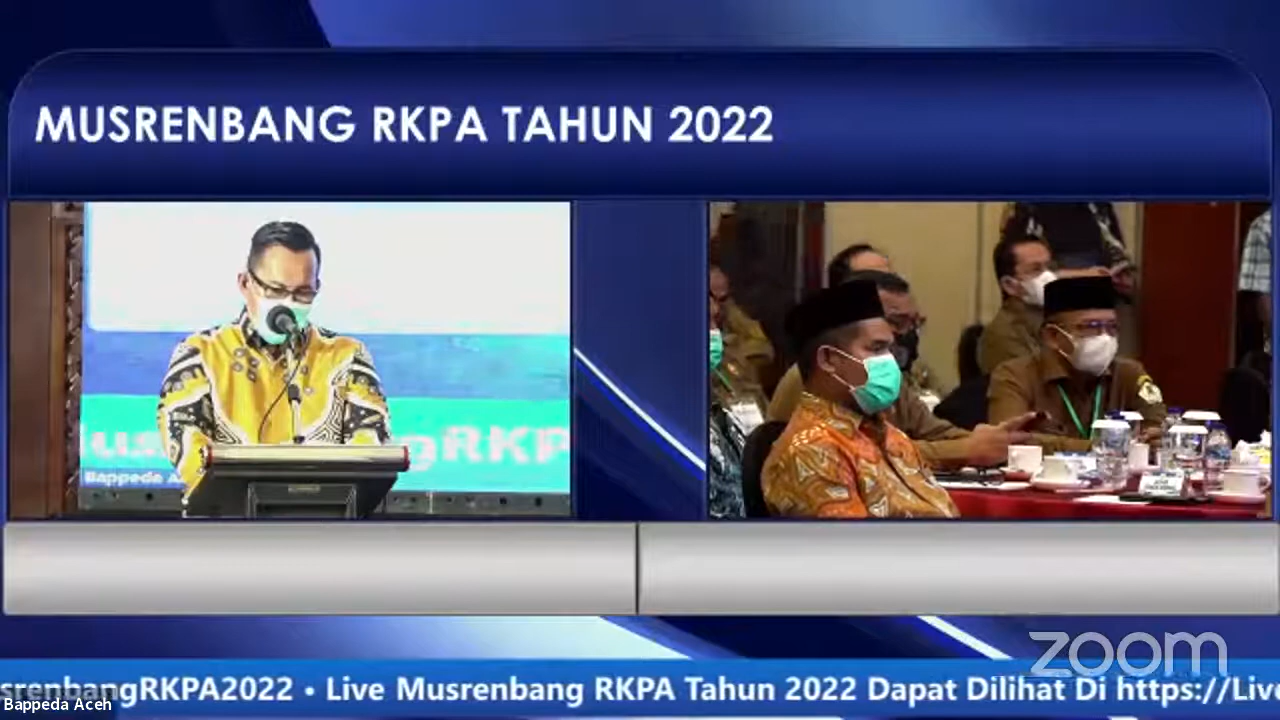 MUSRENBANG RKPA TAHUN 2022
usrenbangRKP
Bappeda A
zoom
srenbangRKPA2022 • Live Musrenbang RKPA Tahun 2022 Dapat Dilihat Di https://Live
Bappeda Aceh